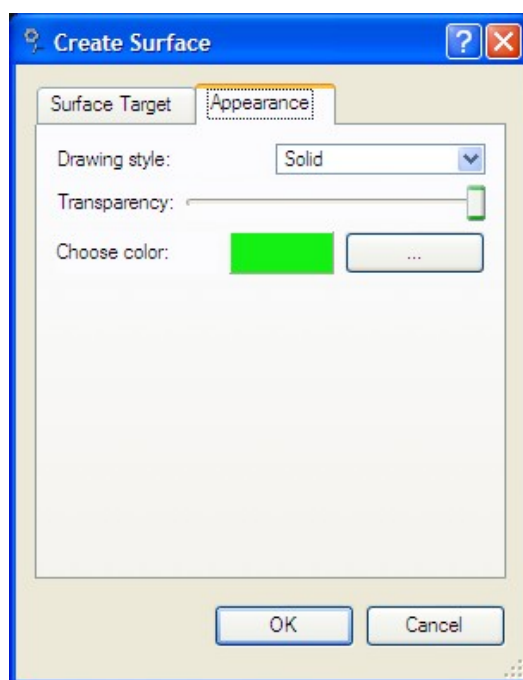 Create Surface
Surface Target Appearance
Drawing style: Solid
Transparency:
Choose color: ...
OK Cancel